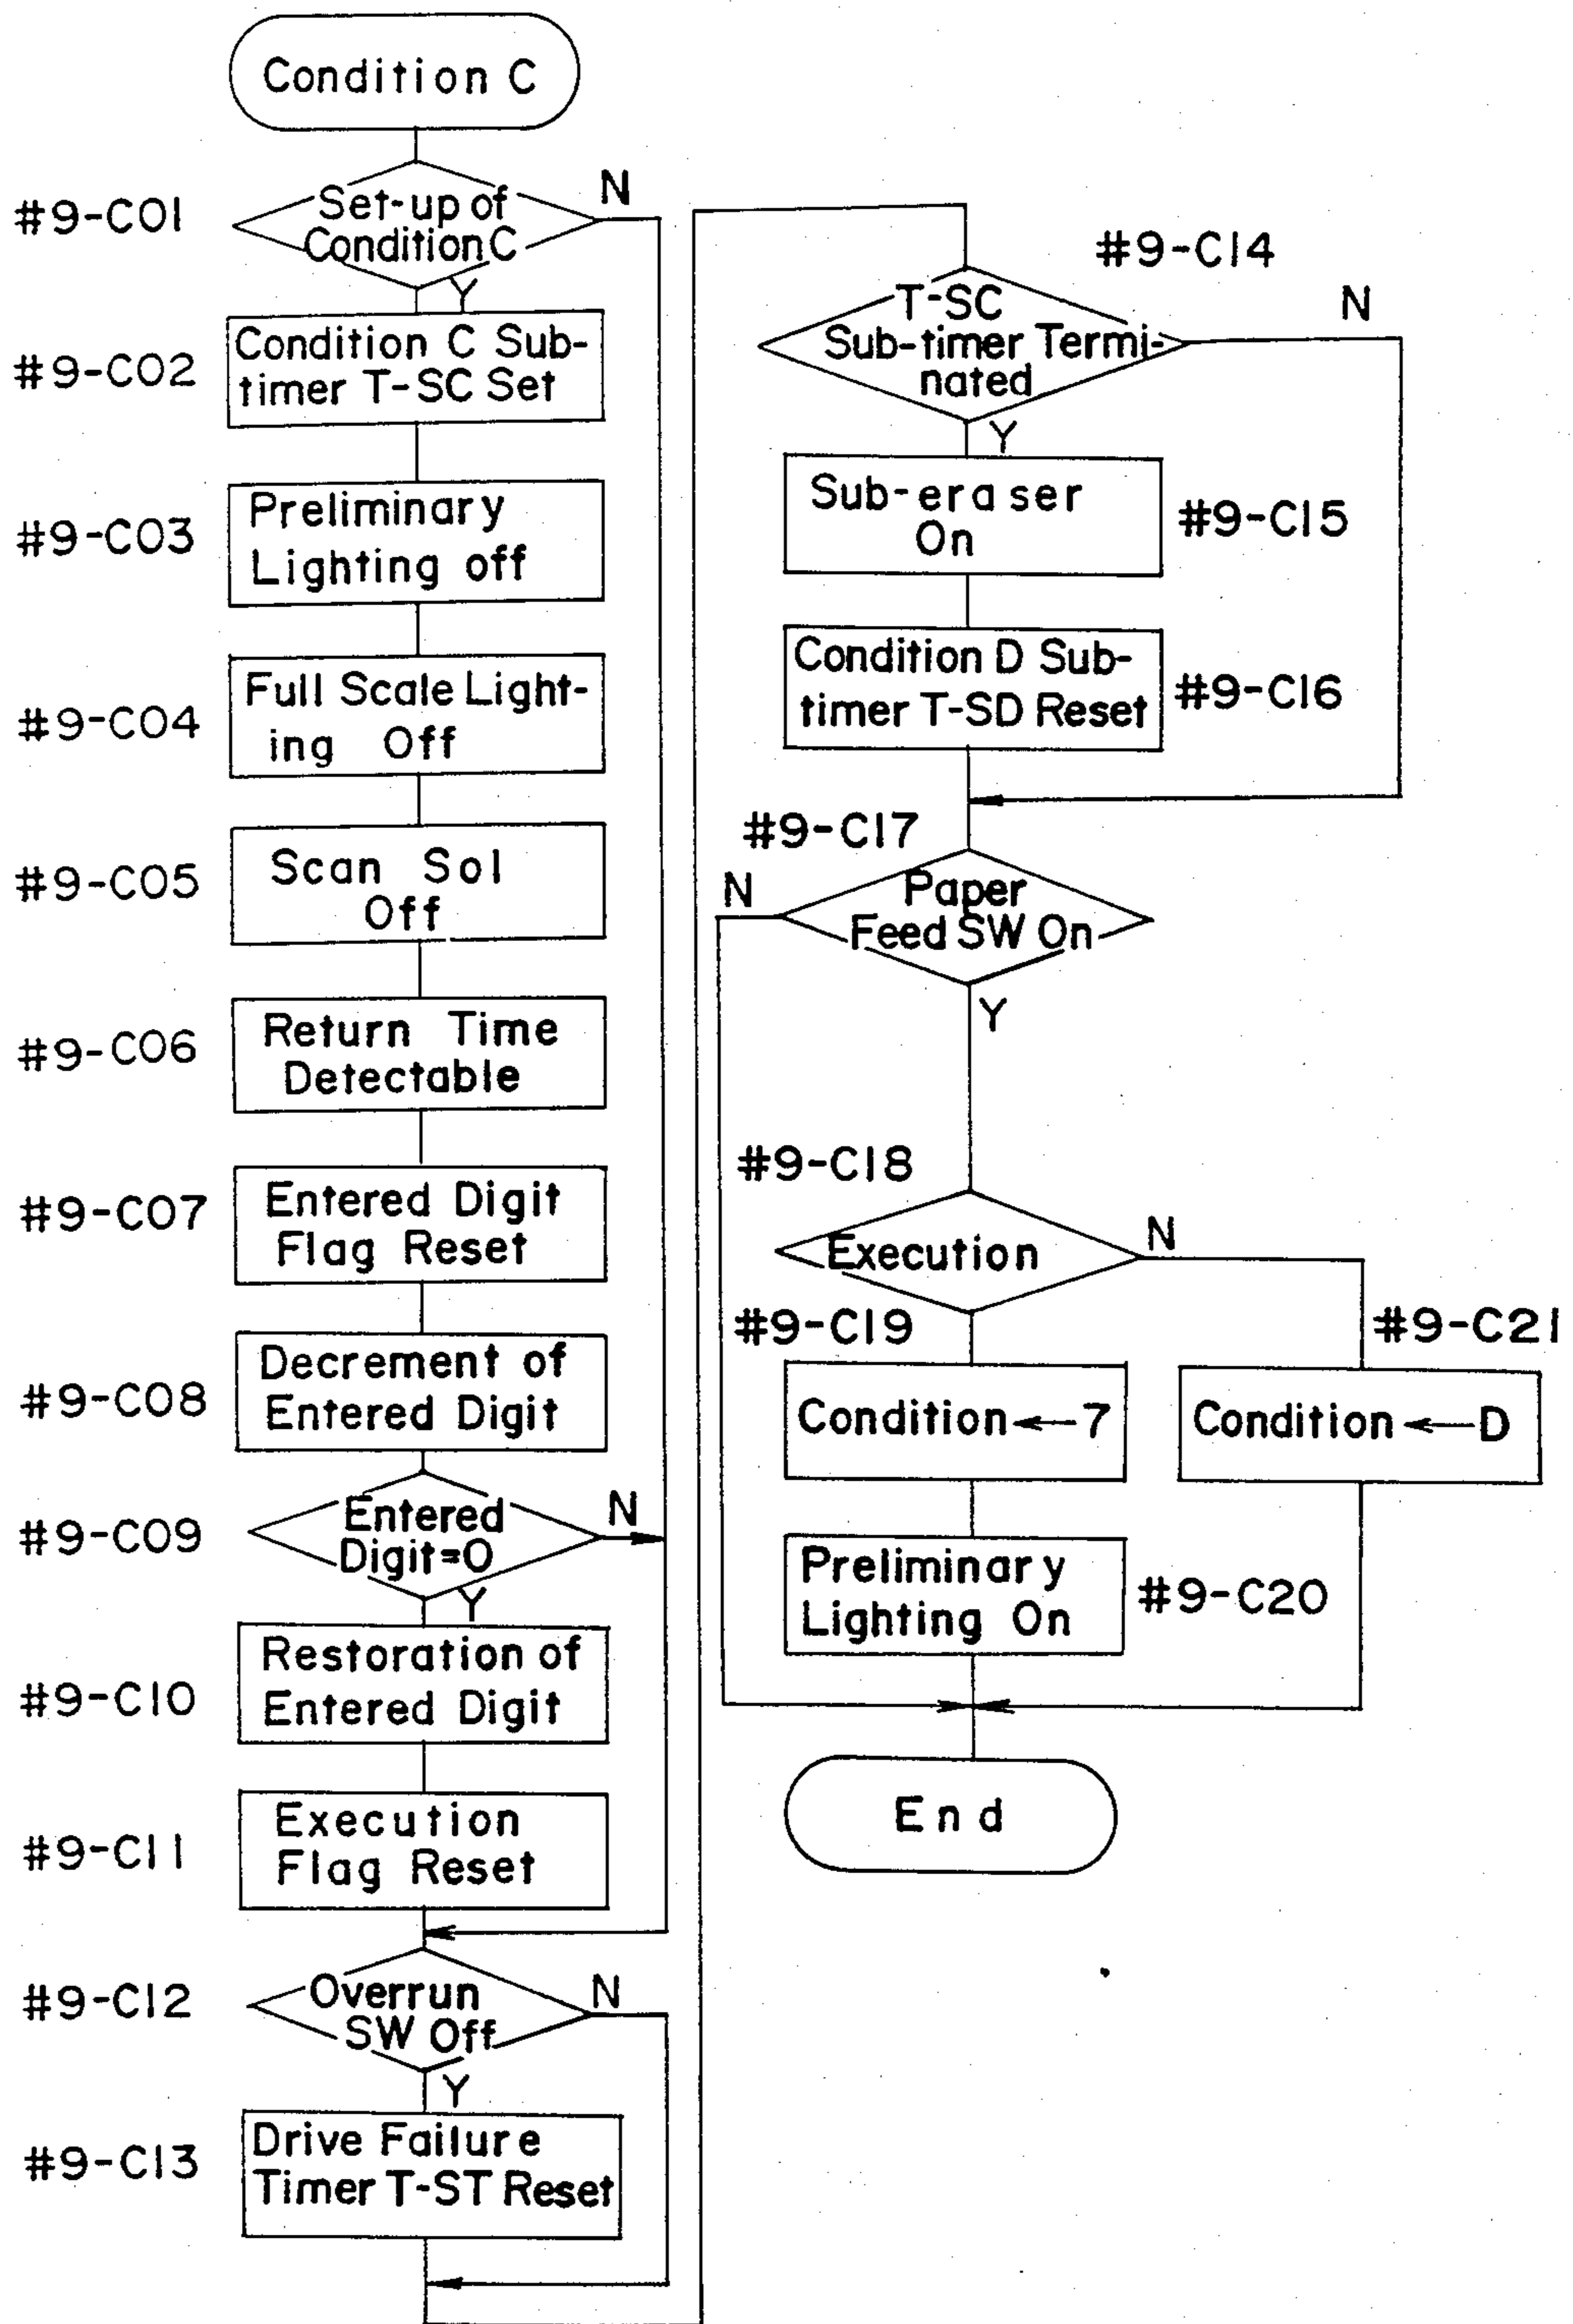 Condition C
#9-C01
Set-up of
Condition C
N
Y
#9-C02
Condition C Sub-
timer T-SC Set
#9-C03
Preliminary
Lighting off
#9-C04
Full Scale Light-
ing Off
#9-C05
Scan Sol
Off
#9-C06
Return Time
Detectable
#9-C07
Entered Digit
Flag Reset
#9-C08
Decrement of
Entered Digit
#9-C09
Entered
Digit=0
N
Y
#9-C10
Restoration of
Entered Digit
#9-C11
Execution
Flag Reset
#9-C12
Overrun
SW Off
N
Y
#9-C13
Drive Failure
Timer T-ST Reset
#9-C14
T-SC
Sub-timer Termi-
nated
N
Y
Sub-eraser
On
#9-C15
Condition D Sub-
timer T-SD Reset
#9-C16
#9-C17
Paper
Feed SW On
N
Y
#9-C18
Execution
N
#9-C19
Condition←7
#9-C21
Condition←D
Preliminary
Lighting On
#9-C20
End